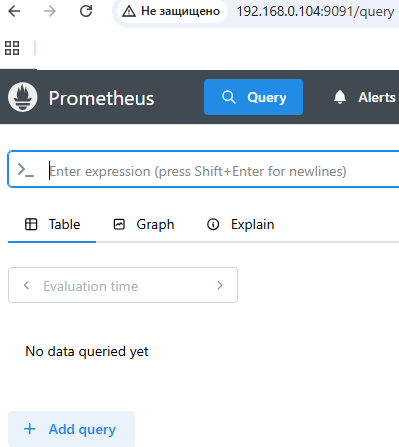 Не защищено 192.168.0.104:9091/query
Prometheus Query Alerts
Enter expression (press Shift+Enter for newlines)
Table Graph Explain
Evaluation time
No data queried yet
Add query